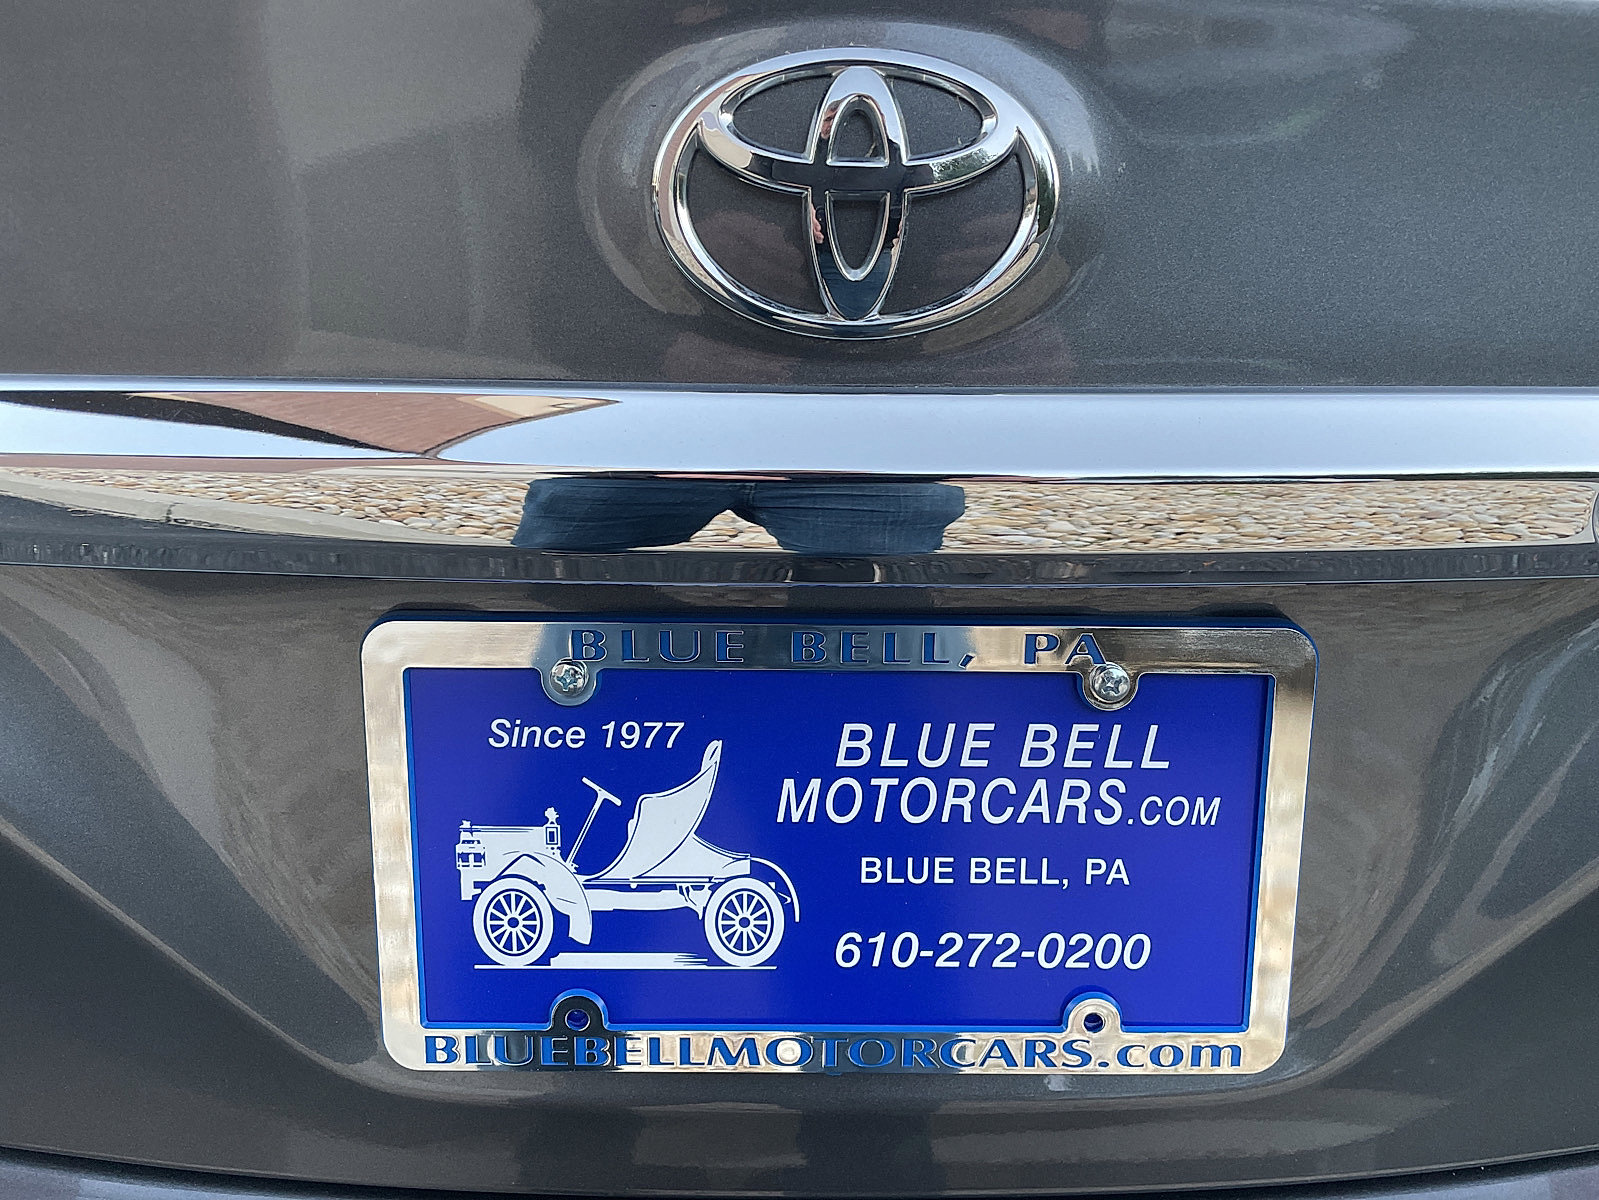 BLUE BELL, PA
Since 1977
BLUE BELL
MOTORCARS.COM
BLUE BELL, PA
610-272-0200
BLUEBELLMOTORCARS.com